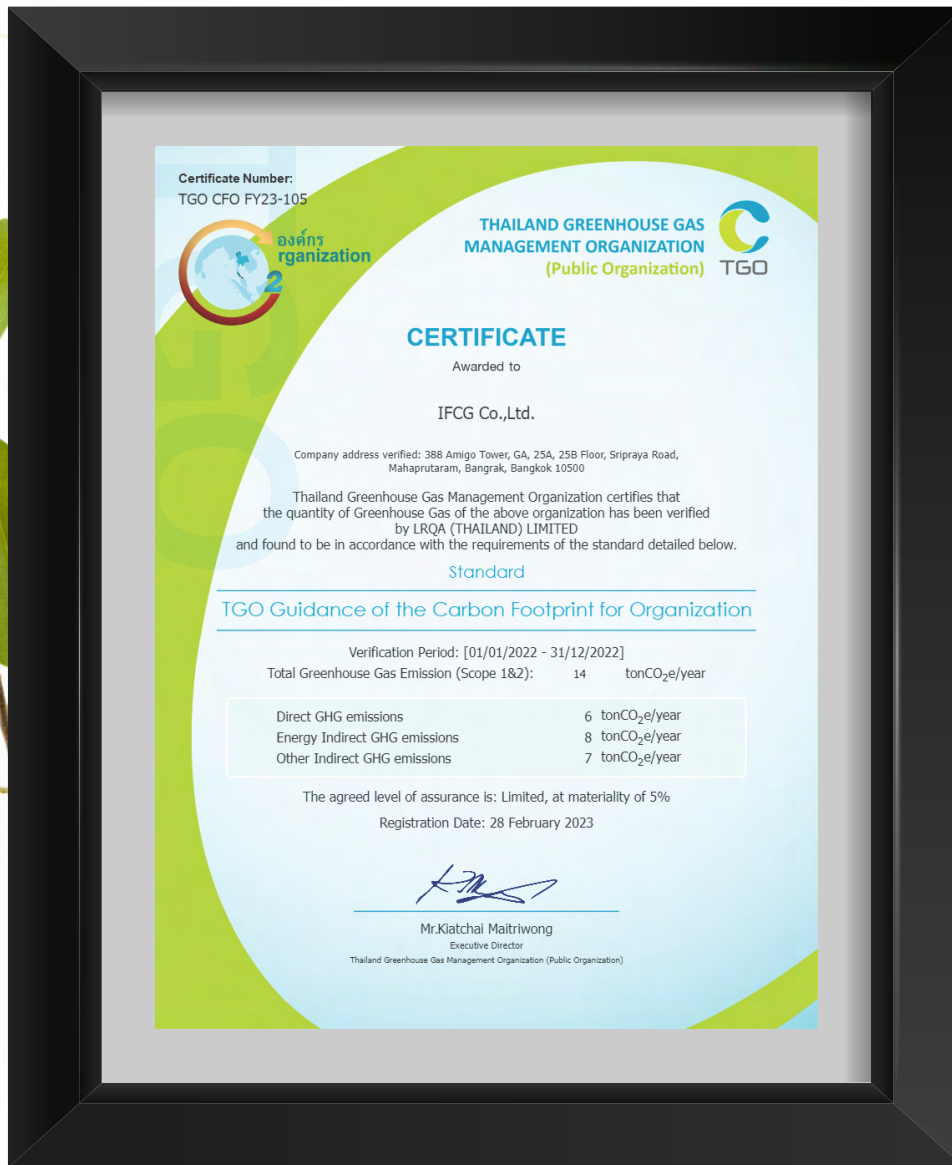 Certificate Number:
TGO CFO FY23-105
องค์กร
rganization
2
THAILAND GREENHOUSE GAS
MANAGEMENT ORGANIZATION
(Public Organization)
TGO
CERTIFICATE
Awarded to
IFCG Co.,Ltd.
Company address verified: 388 Amigo Tower, GA, 25A, 25B Floor, Sripraya Road,
Mahaprutaram, Bangrak, Bangkok 10500
Thailand Greenhouse Gas Management Organization certifies that
the quantity of Greenhouse Gas of the above organization has been verified
by LRQA (THAILAND) LIMITED
and found to be in accordance with the requirements of the standard detailed below.
Standard
TGO Guidance of the Carbon Footprint for Organization
Verification Period: [01/01/2022 - 31/12/2022]
Total Greenhouse Gas Emission (Scope 1&2): 14 tonCO₂e/year
Direct GHG emissions 6 tonCO₂e/year
Energy Indirect GHG emissions 8 tonCO₂e/year
Other Indirect GHG emissions 7 tonCO₂e/year
The agreed level of assurance is: Limited, at materiality of 5%
Registration Date: 28 February 2023
Mr.Kiatchai Maitriwong
Executive Director
Thailand Greenhouse Gas Management Organization (Public Organization)